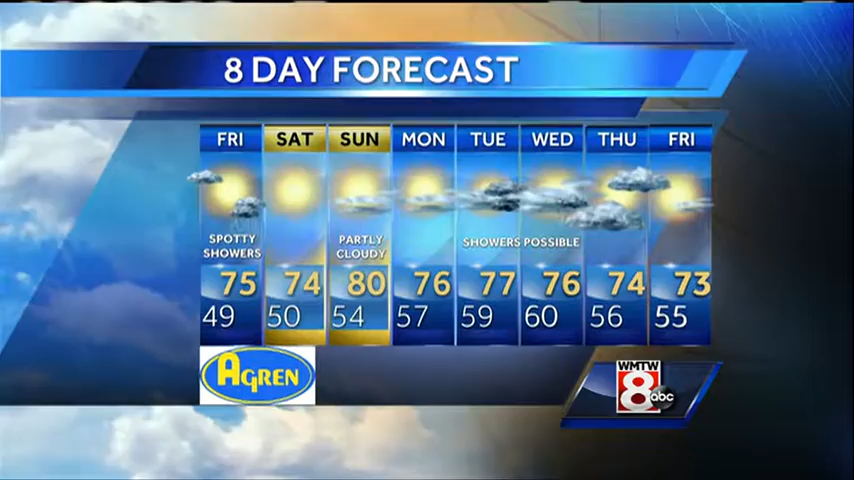 8 DAY FORECAST
FRI SAT SUN MON TUE WED THU FRI
SPOTTY SHOWERS
PARTLY CLOUDY
SHOWERS POSSIBLE
75 74 80 76 77 76 74 73
49 50 54 57 59 60 56 55
AGREN
WMTW
8
abc